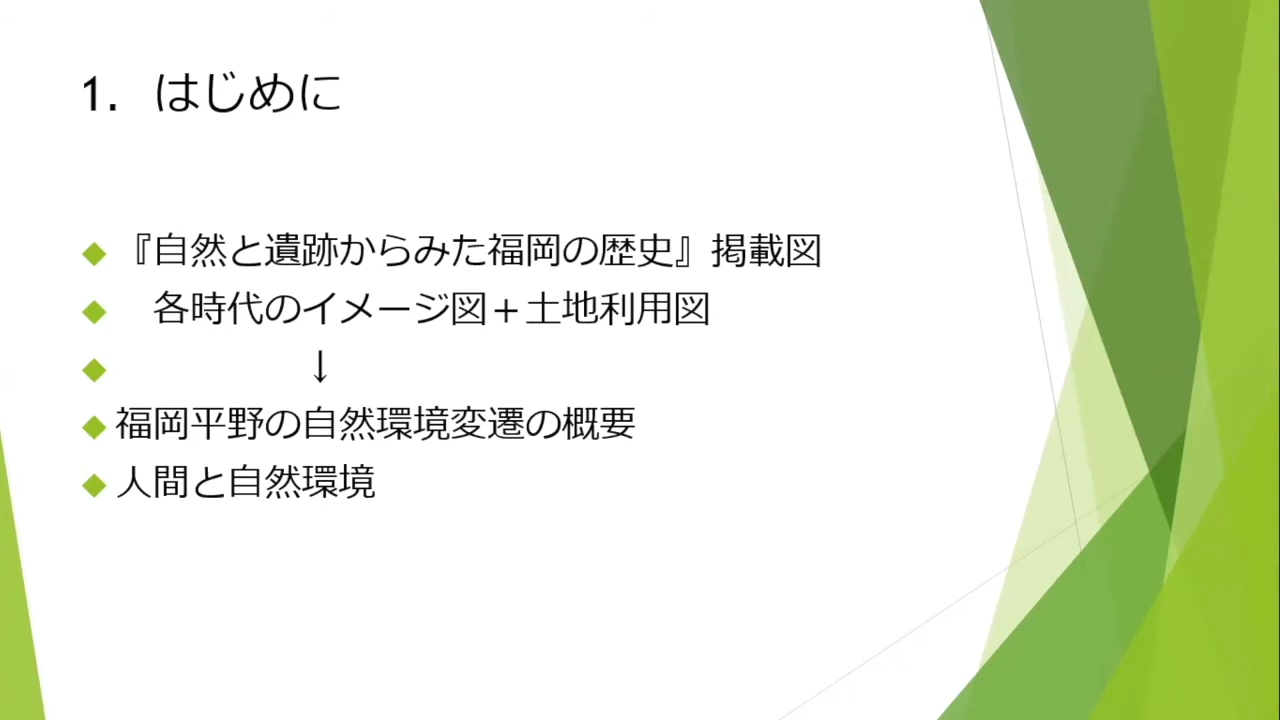 1. はじめに
『自然と遺跡からみた福岡の歴史』掲載図
各時代のイメージ図＋土地利用図
↓
福岡平野の自然環境変遷の概要
人間と自然環境